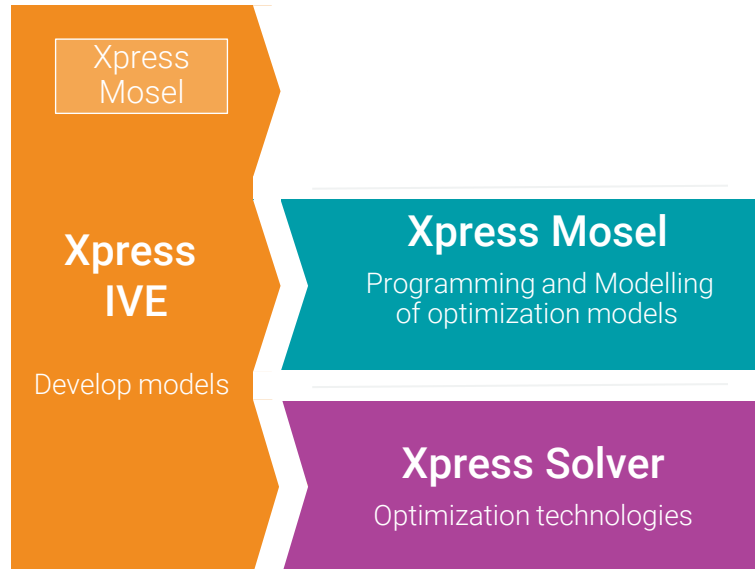 Xpress
Mosel
Xpress
IVE
Develop models
Xpress Mosel
Programming and Modelling
of optimization models
Xpress Solver
Optimization technologies